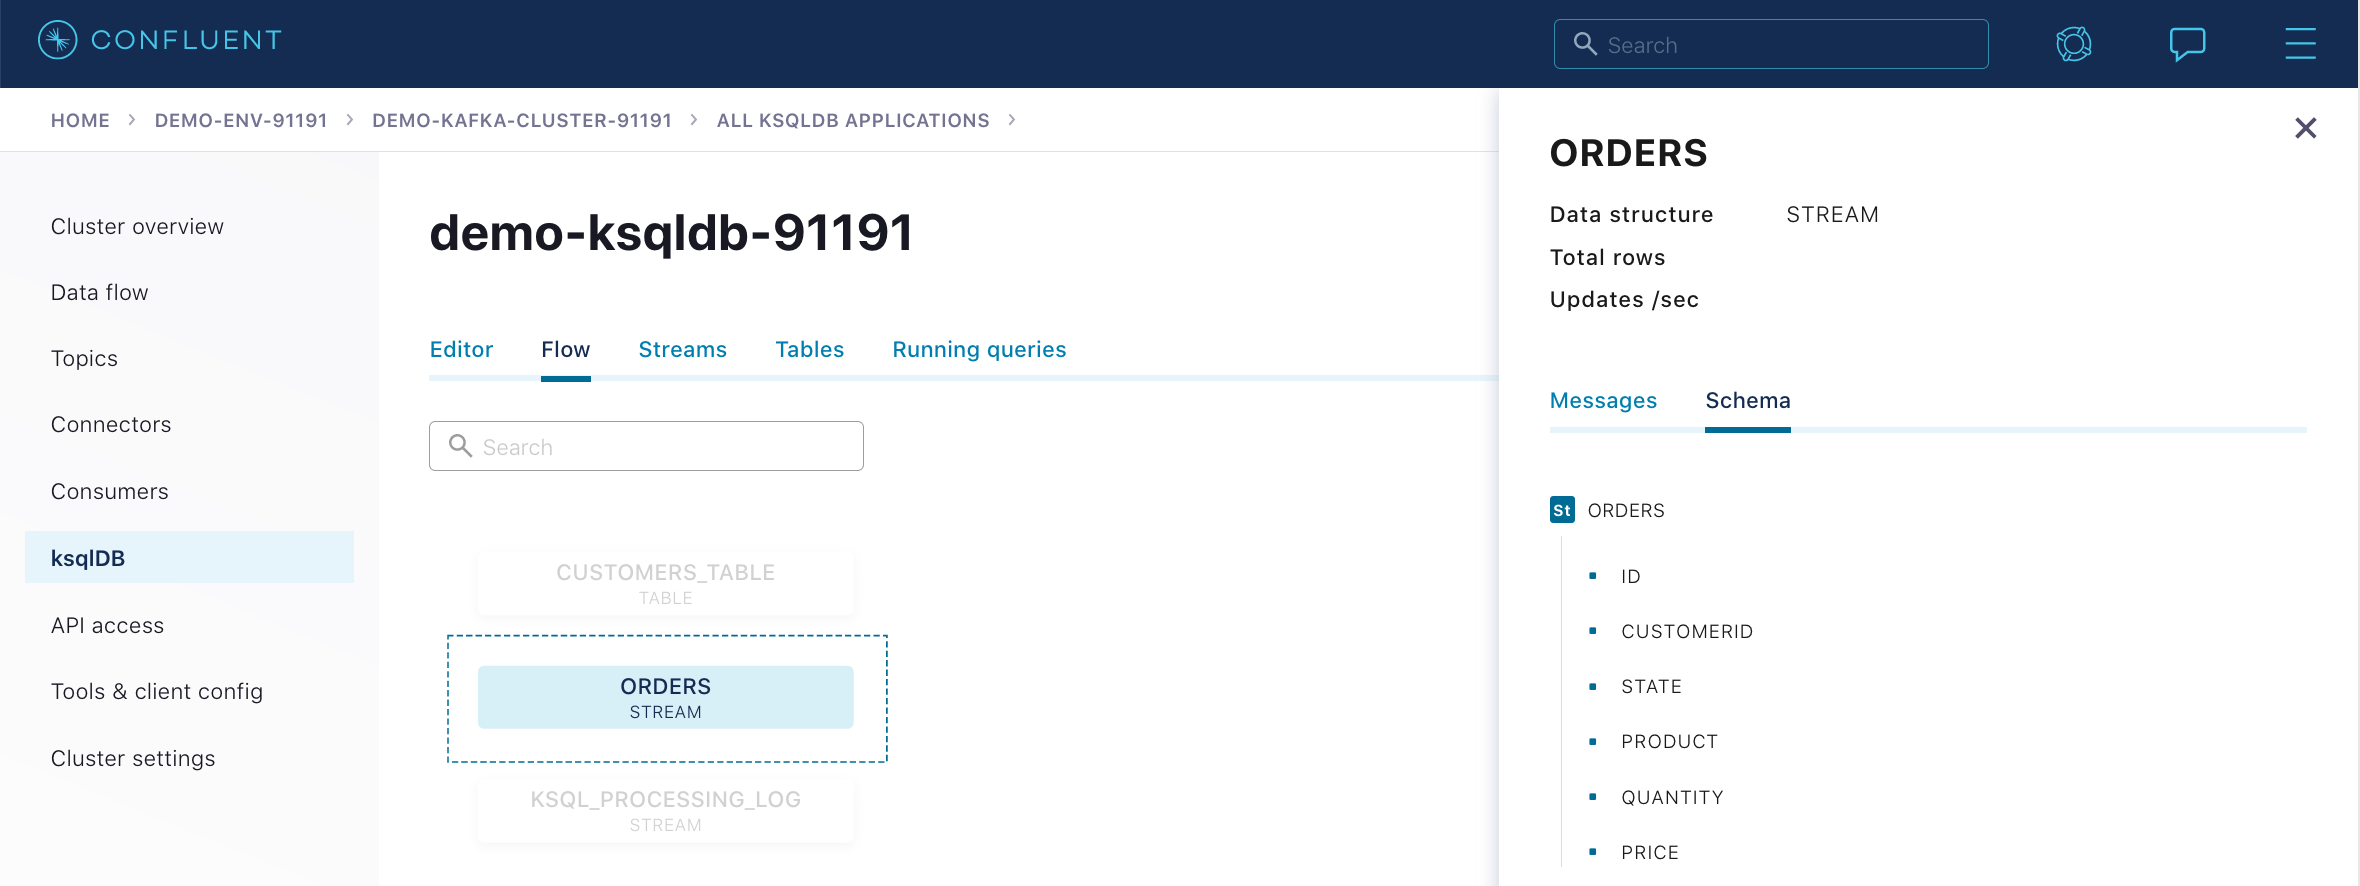 CONFLUENT
Search
HOME > DEMO-ENV-91191 > DEMO-KAFKA-CLUSTER-91191 > ALL KSQLDB APPLICATIONS >
Cluster overview
Data flow
Topics
Connectors
Consumers
ksqlDB
API access
Tools & client config
Cluster settings
demo-ksqldb-91191
Editor Flow Streams Tables Running queries
Search
CUSTOMERS_TABLE
TABLE
ORDERS
STREAM
KSQL_PROCESSING_LOG
STREAM
ORDERS
Data structure STREAM
Total rows
Updates /sec
Messages Schema
St ORDERS
ID
CUSTOMERID
STATE
PRODUCT
QUANTITY
PRICE